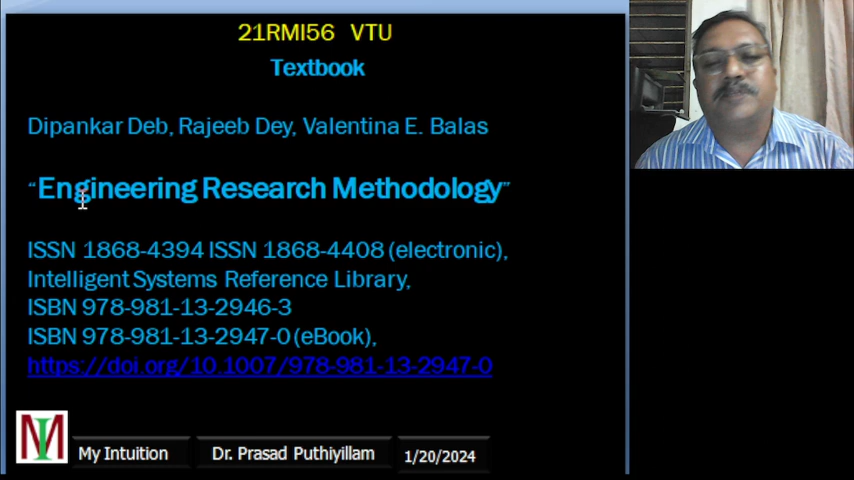 21RMI56 VTU
Textbook
Dipankar Deb, Rajeeb Dey, Valentina E. Balas
“Engineering Research Methodology”
ISSN 1868-4394 ISSN 1868-4408 (electronic),
Intelligent Systems Reference Library,
ISBN 978-981-13-2946-3
ISBN 978-981-13-2947-0 (eBook),
https://doi.org/10.1007/978-981-13-2947-0
MI
My Intuition
Dr. Prasad Puthiyillam
1/20/2024